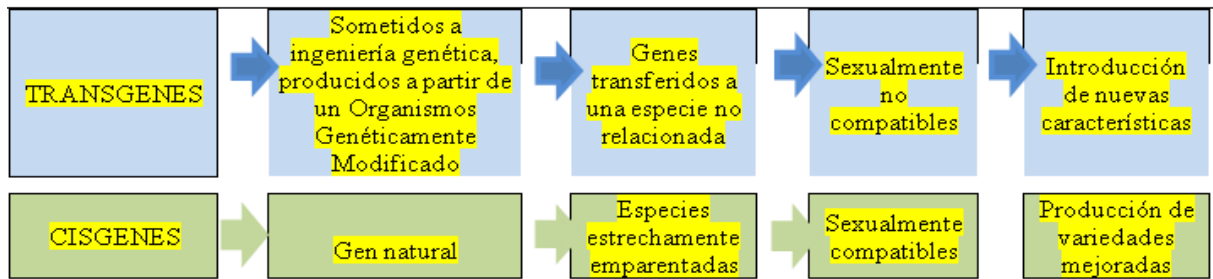 TRANSGENES
Sometidos a
ingeniería genética,
producidos a partir de
un Organismos
Genéticamente
Modificado
Genes
transferidos a
una especie no
relacionada
Sexualmente
no
compatibles
Introducción
de nuevas
características
CISGENES
Gen natural
Especies
estrechamente
emparentadas
Sexualmente
compatibles
Producción de
variedades
mejoradas